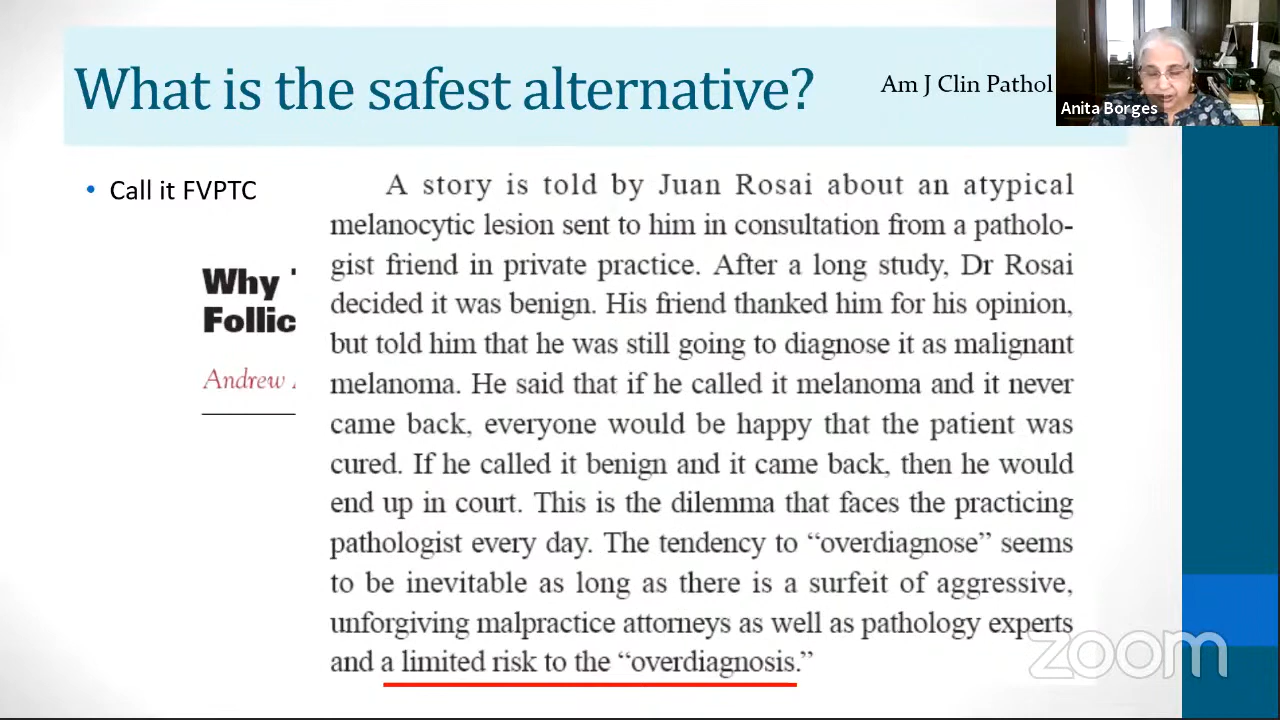 What is the safest alternative?
Am J Clin Pathol
Anita Borges
• Call it FVPTC
Why
Follic
Andrew
A story is told by Juan Rosai about an atypical
melanocytic lesion sent to him in consultation from a patholo-
gist friend in private practice. After a long study, Dr Rosai
decided it was benign. His friend thanked him for his opinion,
but told him that he was still going to diagnose it as malignant
melanoma. He said that if he called it melanoma and it never
came back, everyone would be happy that the patient was
cured. If he called it benign and it came back, then he would
end up in court. This is the dilemma that faces the practicing
pathologist every day. The tendency to “overdiagnose” seems
to be inevitable as long as there is a surfeit of aggressive,
unforgiving malpractice attorneys as well as pathology experts
and a limited risk to the “overdiagnosis.”
zoom